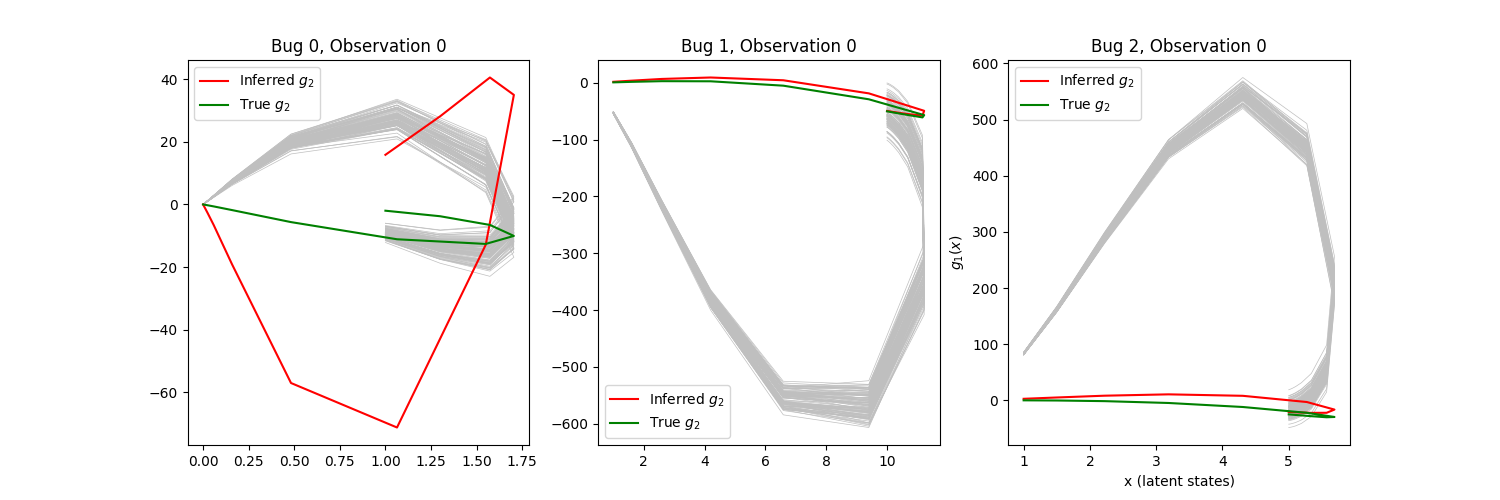 Bug 0, Observation 0
Inferred g₂
True g₂
40
20
0
−20
−40
−60
0.00 0.25 0.50 0.75 1.00 1.25 1.50 1.75
Bug 1, Observation 0
0
−100
−200
−300
−400
−500
−600
Inferred g₂
True g₂
2 4 6 8 10
Bug 2, Observation 0
Inferred g₂
True g₂
600
500
400
300
200
100
0
g₁(x)
1 2 3 4 5
x (latent states)